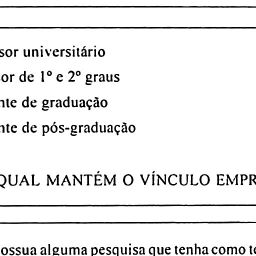 sor universitário
or de 1º e 2º graus
nte de graduação
nte de pós-graduação
QUAL MANTÉM O VÍNCULO EMPR
ossua alguma pesquisa que tenha como te